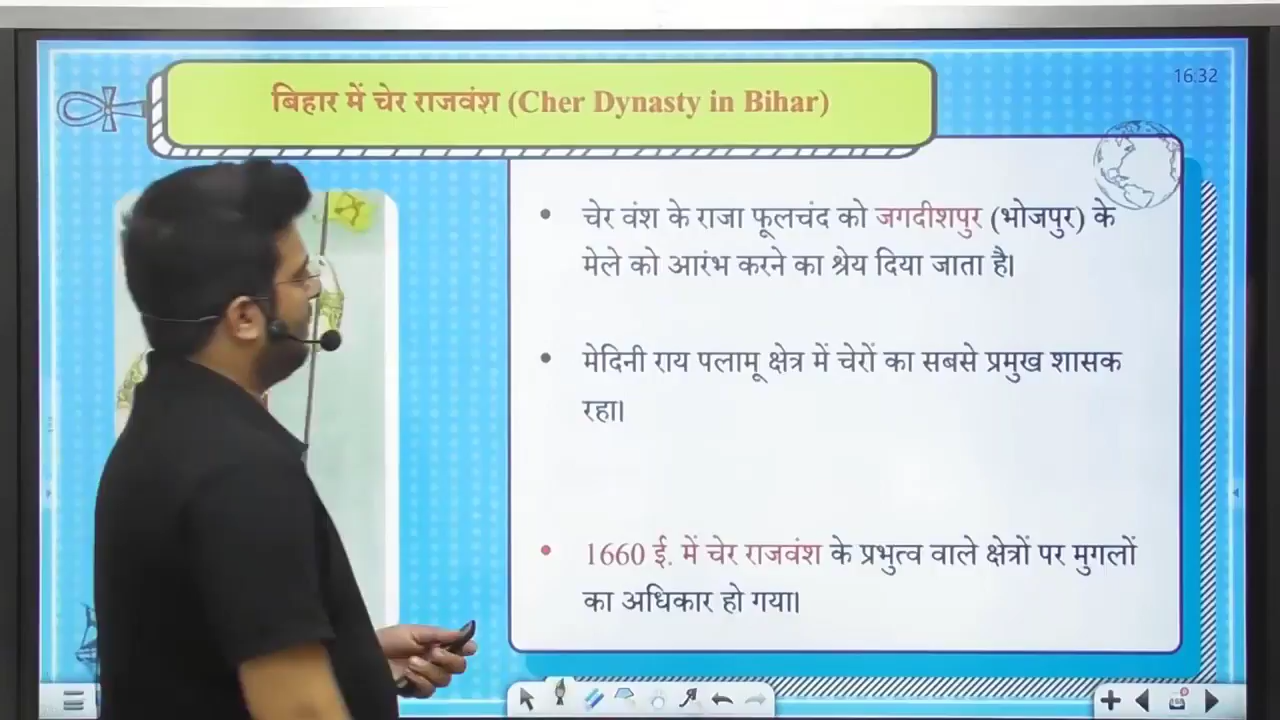 16:32
बिहार में चेर राजवंश (Cher Dynasty in Bihar)
• चेर वंश के राजा फूलचंद को जगदीशपुर (भोजपुर) के
मेले को आरंभ करने का श्रेय दिया जाता है।
• मेदिनी राय पलामू क्षेत्र में चेरों का सबसे प्रमुख शासक
रहा।
• 1660 ई. में चेर राजवंश के प्रभुत्व वाले क्षेत्रों पर मुगलों
का अधिकार हो गया।